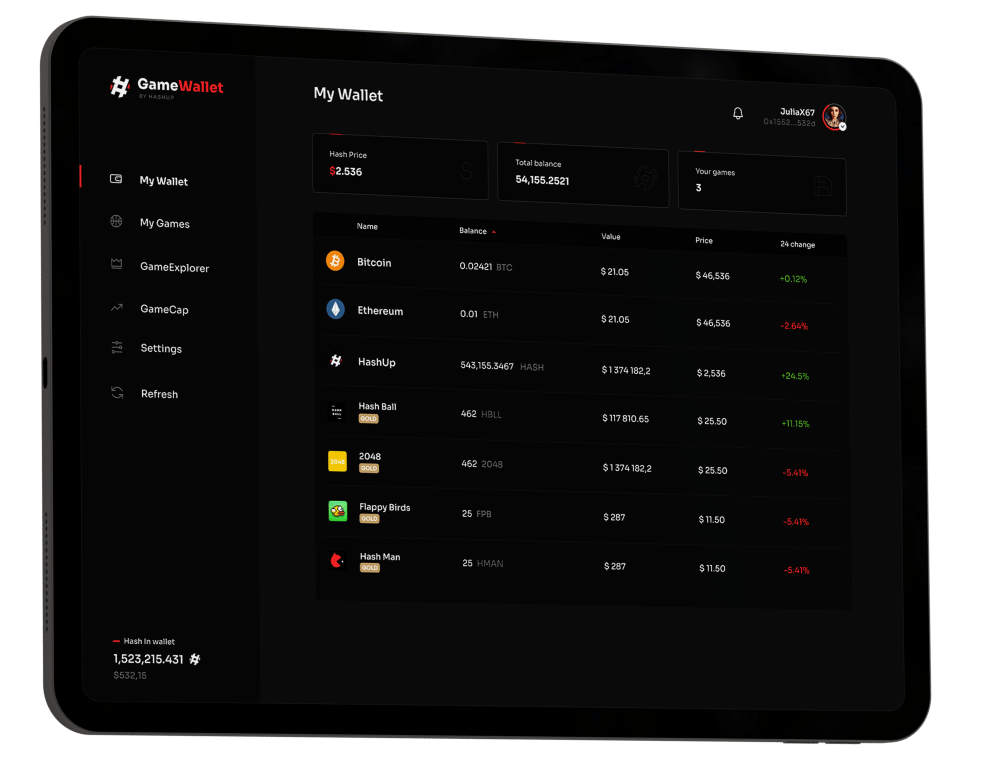 GameWallet
BY HASHUP
My Wallet
My Games
GameExplorer
GameCap
Settings
Refresh
Hash In wallet
1,523,215.431
$532,15
My Wallet
JuliaX67
0x1552...532d
Hash Price
$2.536
Total balance
54,155.2521
Your games
3
Name Balance Value Price 24 change
Bitcoin 0.02421 BTC $ 21.05 $ 46,536 +0.12%
Ethereum 0.01 ETH $ 21.05 $ 46,536 -2,64%
HashUp 543,155.3467 HASH $ 1 374 182,2 $ 2,536 +24.5%
HASH BALL
Hash Ball 462 HBLL $ 117 810.65 $ 25.50 +11.15%
GOLD
2048
2048 462 2048 $ 1 374 182,2 $ 25.50 -5.41%
GOLD
Flappy Birds 25 FPB $ 287 $ 11.50 -5.41%
GOLD
Hash Man 25 HMAN $ 287 $ 11.50 -5.41%
GOLD